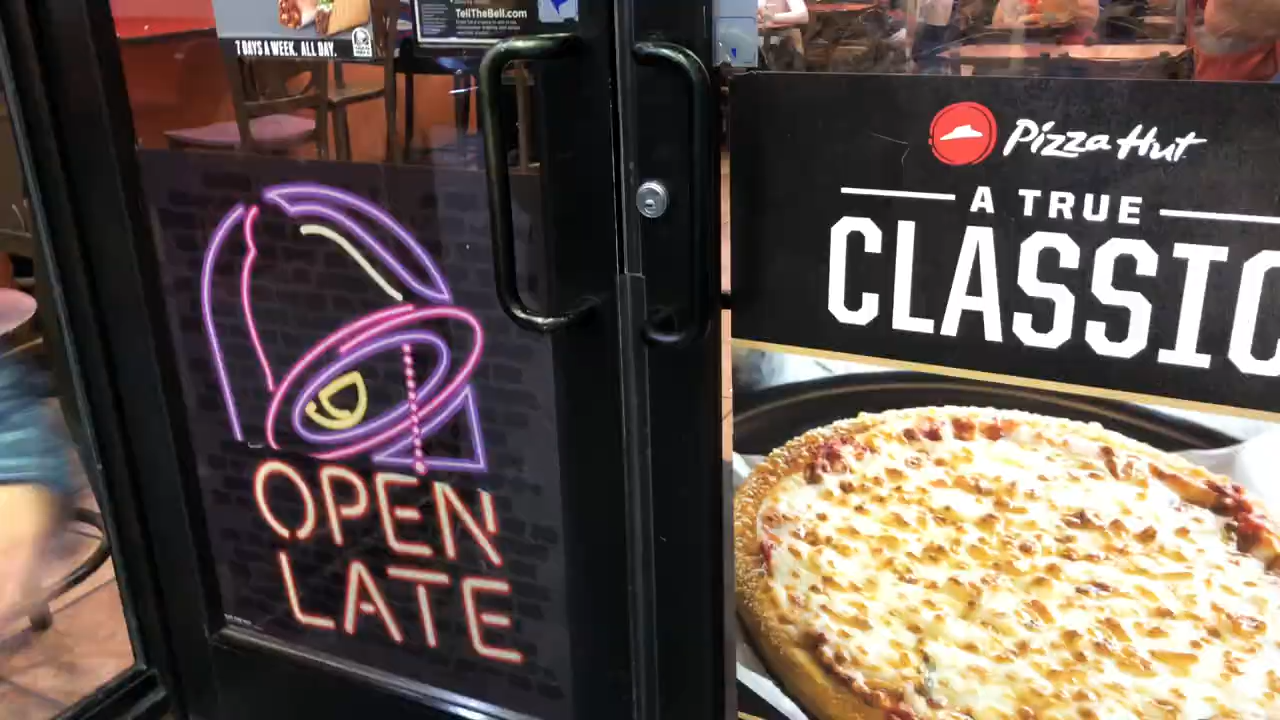 7 DAYS A WEEK. ALL DAY.
TellTheBell.com
OPEN
LATE
Pizza Hut
A TRUE
CLASSIC